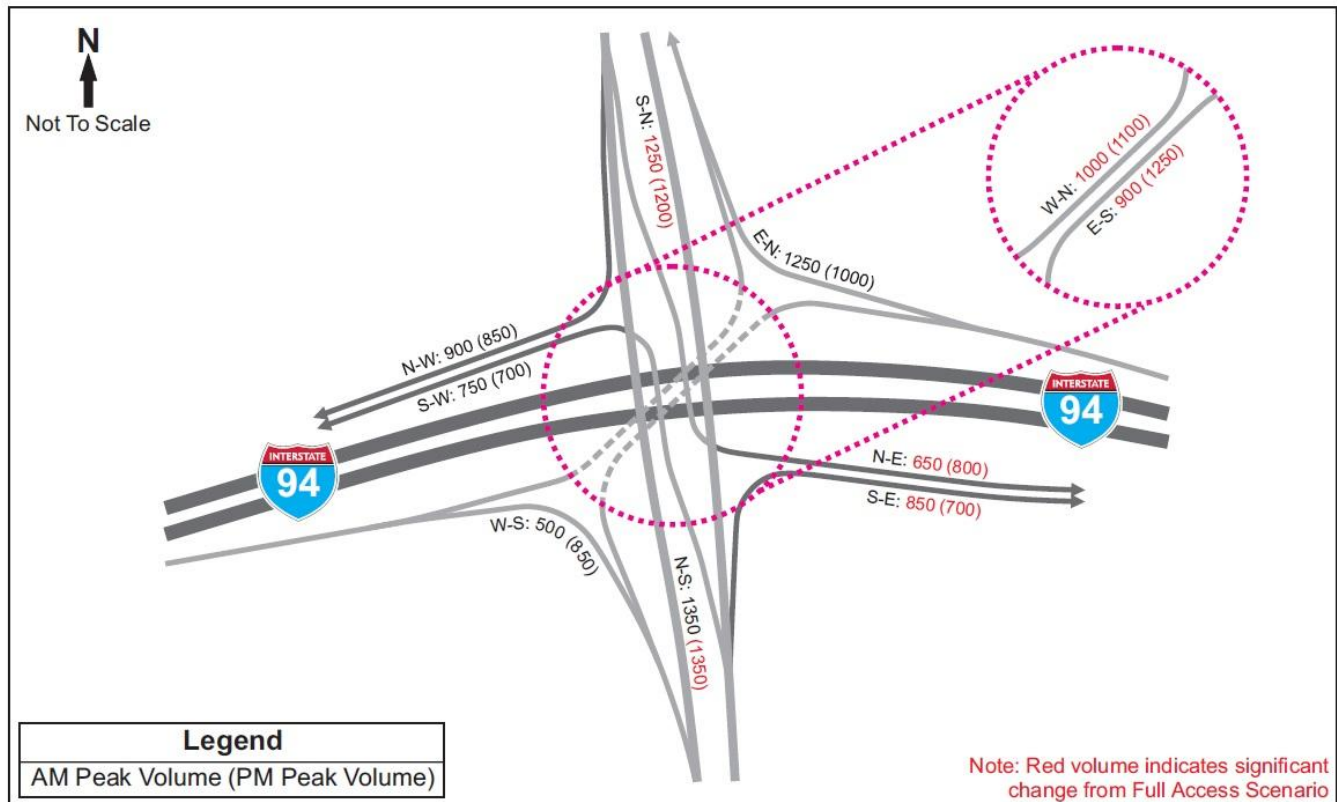 N
Not To Scale
S-N: 1250 (1200)
W-N: 1000 (1100)
E-S: 900 (1250)
E-N: 1250 (1000)
N-W: 900 (850)
S-W: 750 (700)
INTERSTATE
94
INTERSTATE
94
N-E: 650 (800)
S-E: 850 (700)
W-S: 500 (850)
N-S: 1350 (1350)
Legend
AM Peak Volume (PM Peak Volume)
Note: Red volume indicates significant
change from Full Access Scenario